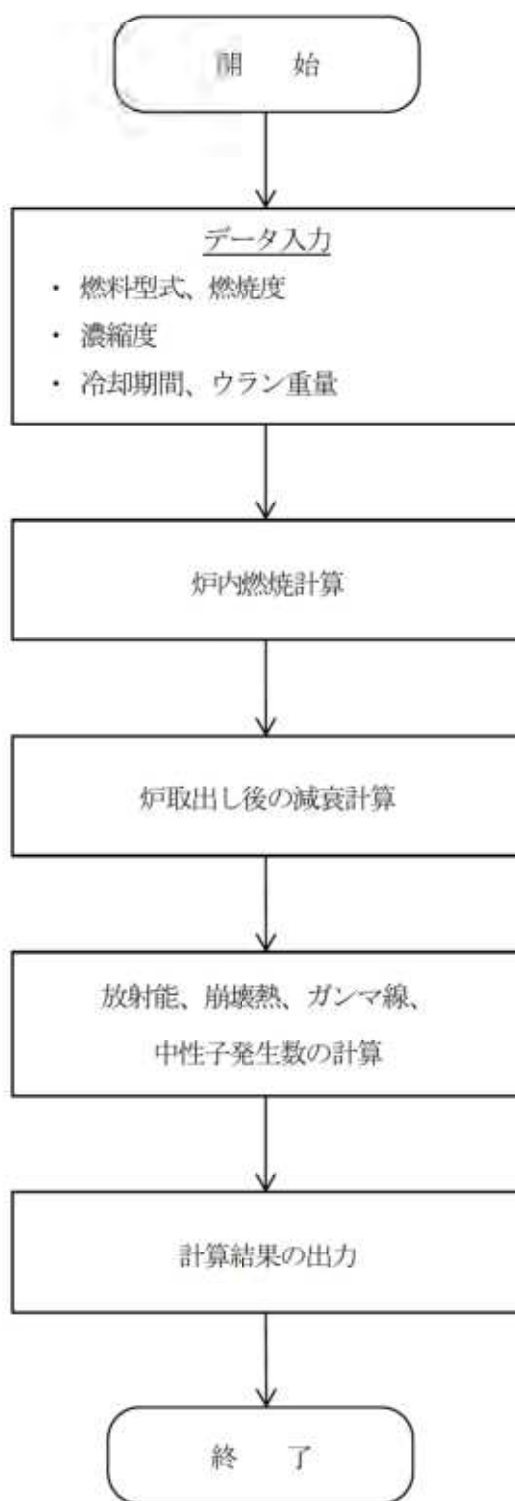 開　始
データ入力
・ 燃料型式、燃焼度
・ 濃縮度
・ 冷却期間、ウラン重量
炉内燃焼計算
炉取出し後の減衰計算
放射能、崩壊熱、ガンマ線、
中性子発生数の計算
計算結果の出力
終　了